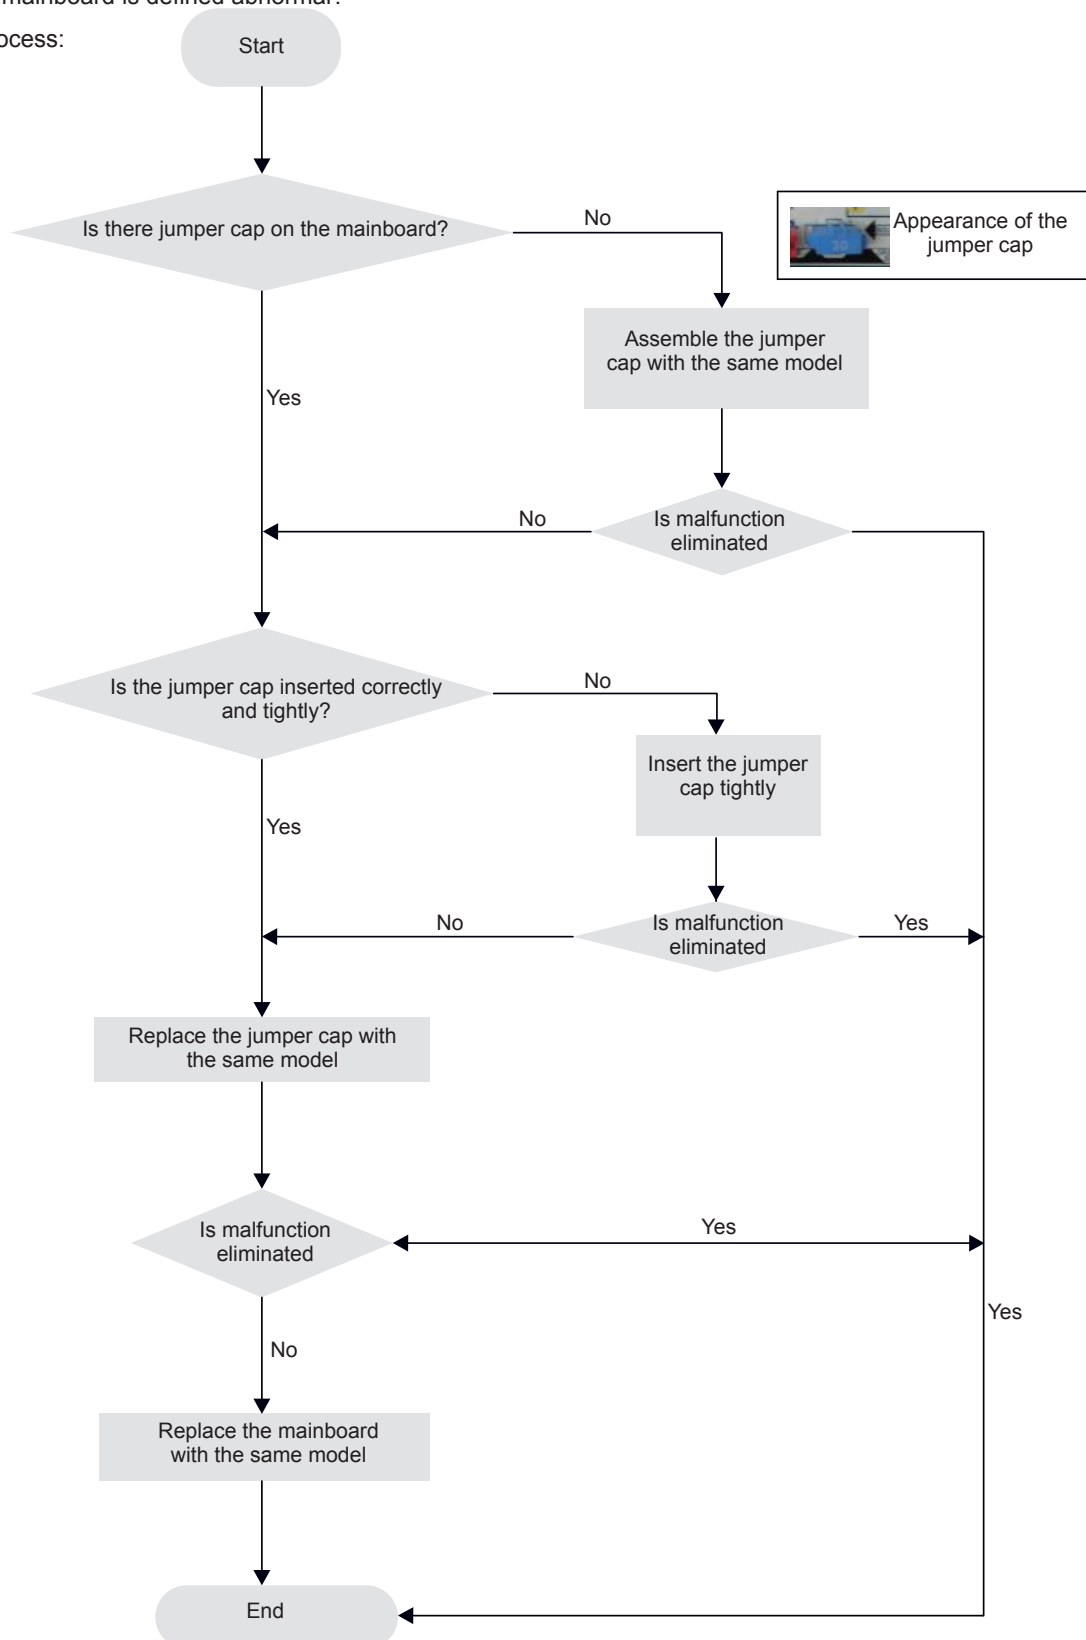 mainboard is defined abnormal.
ocess:
Start
Is there jumper cap on the mainboard?
No
Appearance of the
jumper cap
Assemble the jumper
cap with the same model
Yes
No
Is malfunction
eliminated
Is the jumper cap inserted correctly
and tightly?
No
Insert the jumper
cap tightly
Yes
No
Is malfunction
eliminated
Yes
Replace the jumper cap with
the same model
Is malfunction
eliminated
Yes
Yes
No
Replace the mainboard
with the same model
End